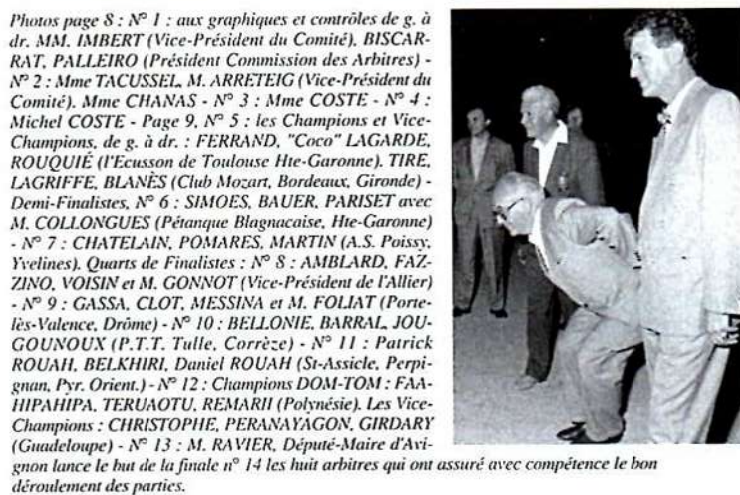 Photos page 8 : N° 1 : aux graphiques et contrôles de g. à
dr. MM. IMBERT (Vice-Président du Comité). BISCAR-
RAT, PALLEIRO (Président Commission des Arbitres) -
N° 2 : Mme TACUSSEL, M. ARRETEIG (Vice-Président du
Comité). Mme CHANAS - N° 3 : Mme COSTE - N° 4 :
Michel COSTE - Page 9, N° 5 : les Champions et Vice-
Champions, de g. à dr. : FERRAND, "Coco" LAGARDE,
ROUQUIÉ (l'Ecusson de Toulouse Hte-Garonne). TIRE,
LAGRIFFE, BLANÈS (Club Mozart, Bordeaux, Gironde) -
Demi-Finalistes, N° 6 : SIMOES, BAUER, PARISET avec
M. COLLONGUES (Pétanque Blagnacaise, Hte-Garonne)
- N° 7 : CHATELAIN, POMARES, MARTIN (A.S. Poissy,
Yvelines). Quarts de Finalistes : N° 8 : AMBLARD, FAZ-
ZINO, VOISIN et M. GONNOT (Vice-Président de l'Allier)
- N° 9 : GASSA, CLOT, MESSINA et M. FOLIAT (Porte-
lès-Valence, Drôme) - N° 10 : BELLONIE, BARRAL, JOU-
GOUNOUX (P.T.T. Tulle, Corrèze) - N° 11 : Patrick
ROUAH, BELKHIRI, Daniel ROUAH (St-Assicle, Perpi-
gnan, Pyr. Orient.) - N° 12 : Champions DOM-TOM : FAA-
HIPAHIPA, TERUAOTU, REMARII (Polynésie). Les Vice-
Champions : CHRISTOPHE, PERANAYAGON, GIRDARY
(Guadeloupe) - N° 13 : M. RAVIER, Député-Maire d'Avi-
gnon lance le but de la finale n° 14 les huit arbitres qui ont assuré avec compétence le bon
déroulement des parties.